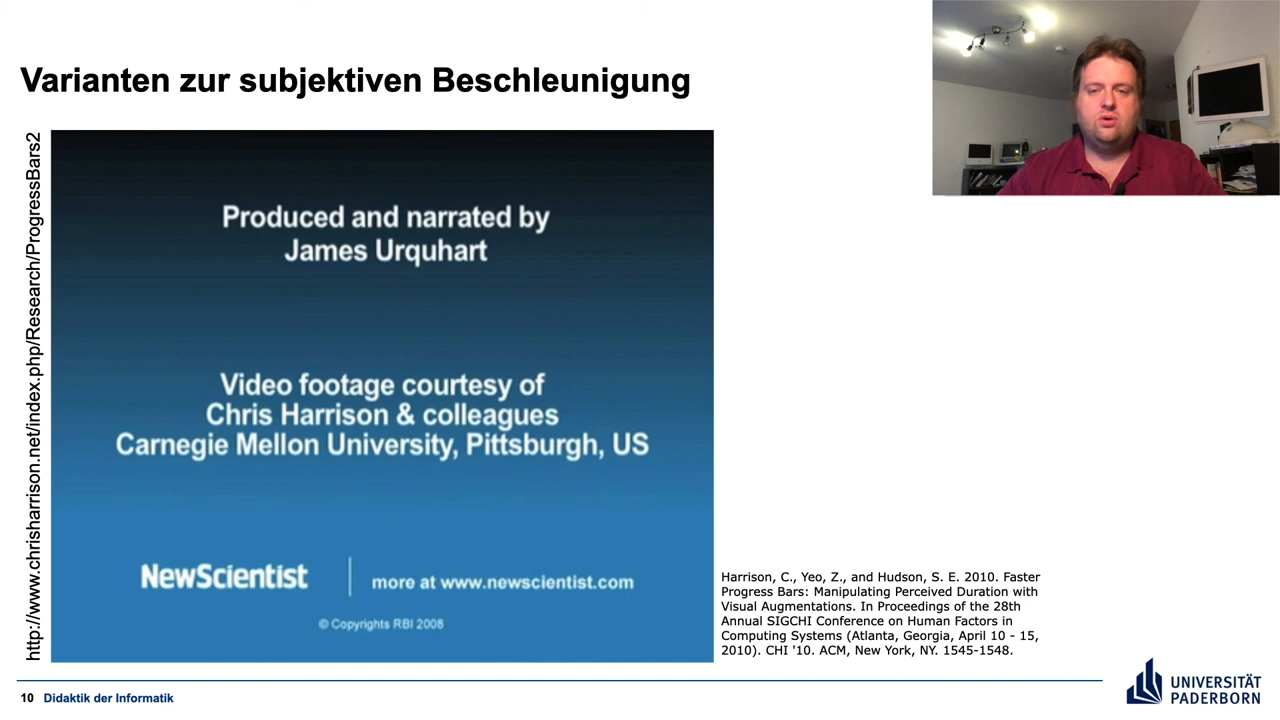 Varianten zur subjektiven Beschleunigung
http://www.chrisharrison.net/index.php/Research/ProgressBars2
Produced and narrated by
James Urquhart
Video footage courtesy of
Chris Harrison & colleagues
Carnegie Mellon University, Pittsburgh, US
NewScientist
more at www.newscientist.com
© Copyrights RBI 2008
Harrison, C., Yeo, Z., and Hudson, S. E. 2010. Faster
Progress Bars: Manipulating Perceived Duration with
Visual Augmentations. In Proceedings of the 28th
Annual SIGCHI Conference on Human Factors in
Computing Systems (Atlanta, Georgia, April 10 - 15,
2010). CHI '10. ACM, New York, NY. 1545-1548.
10 Didaktik der Informatik
UNIVERSITÄT
PADERBORN